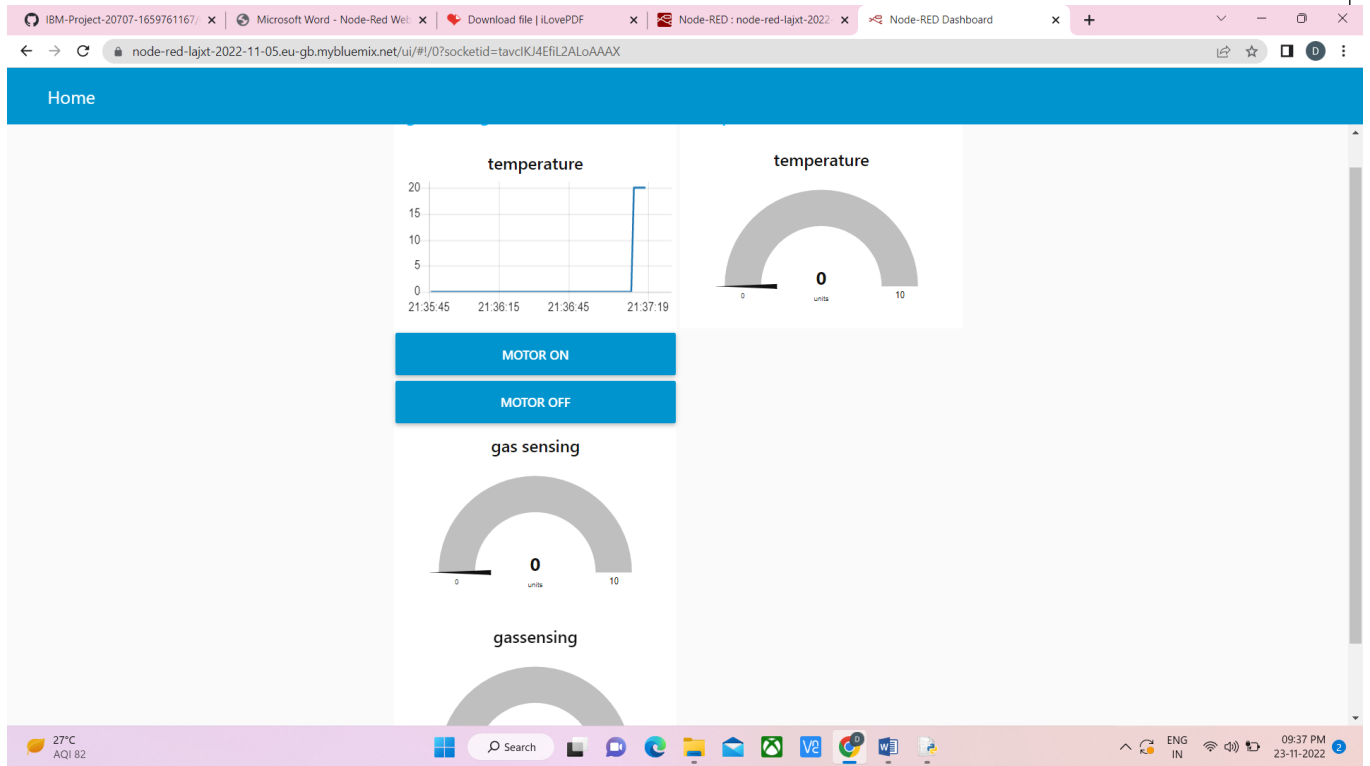 IBM-Project-20707-1659761167/
Microsoft Word - Node-Red Web
Download file | iLovePDF
Node-RED : node-red-lajxt-2022-
Node-RED Dashboard
node-red-lajxt-2022-11-05.eu-gb.mybluemix.net/ui/#!/0?socketid=tavclKJ4EfiL2ALoAAAX
D
Home
temperature
20
15
10
5
0
21:35:45 21:36:15 21:36:45 21:37:19
temperature
0
units
0 10
MOTOR ON
MOTOR OFF
gas sensing
0
units
0 10
gassensing
27°C
AQI 82
Search
ENG
IN
09:37 PM
23-11-2022
2